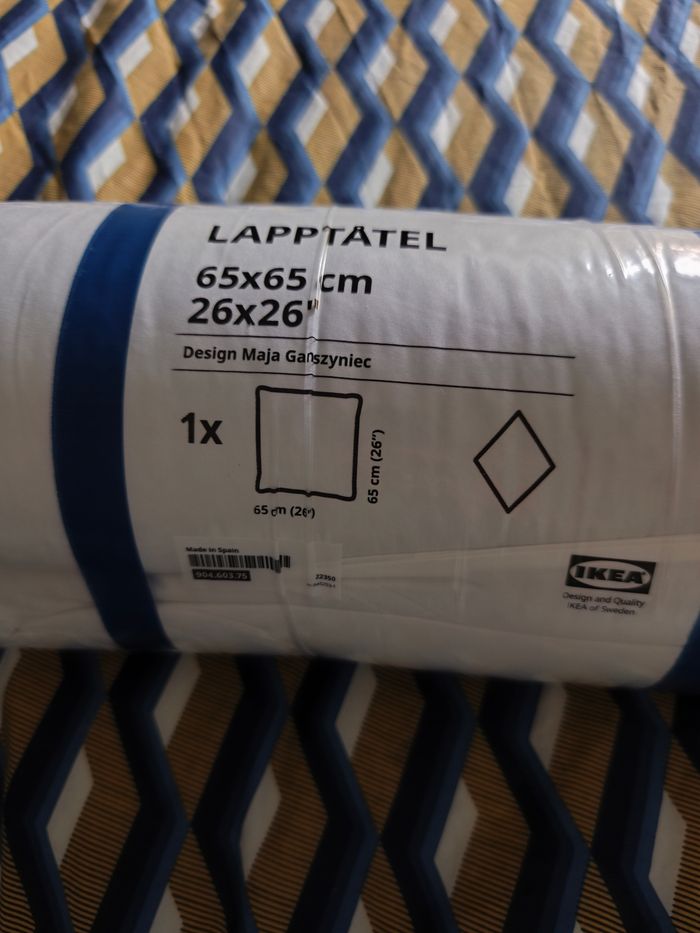 LAPPTÅTEL
65x65 cm
26x26"
Design Maja Ganszyniec
1x
65 cm (26")
65 cm (26")
Made in Spain
904.603.75
22350
IKEA
Design and Quality
IKEA of Sweden